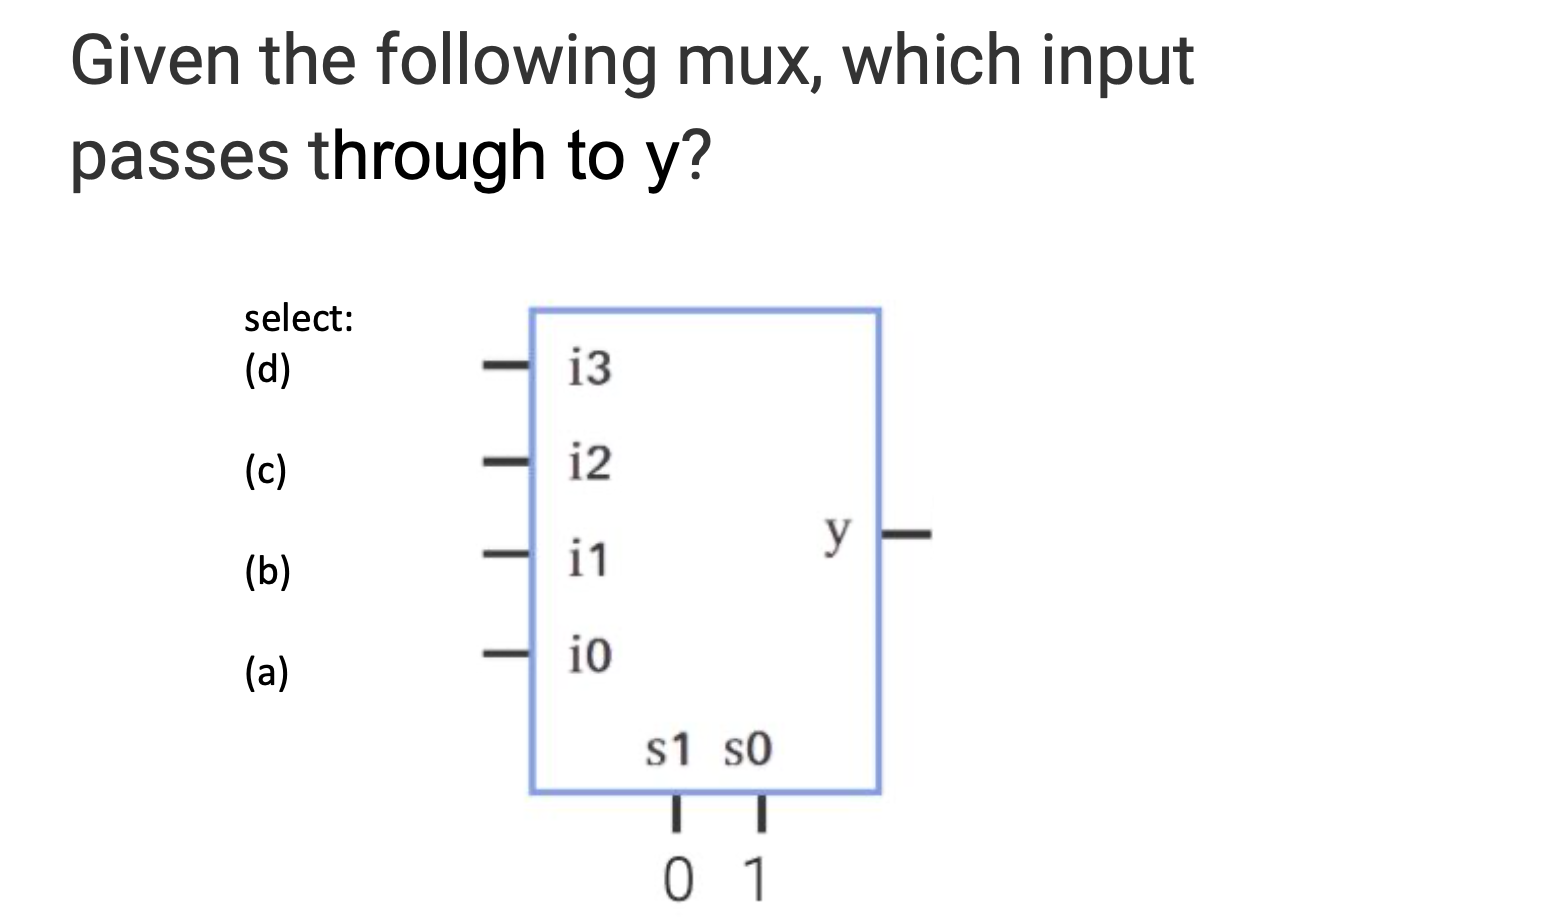 Given the following mux, which input
passes through to y?
select:
(d)
i3
(c)
i2
y
(b)
i1
(a)
i0
s1 s0
0 1